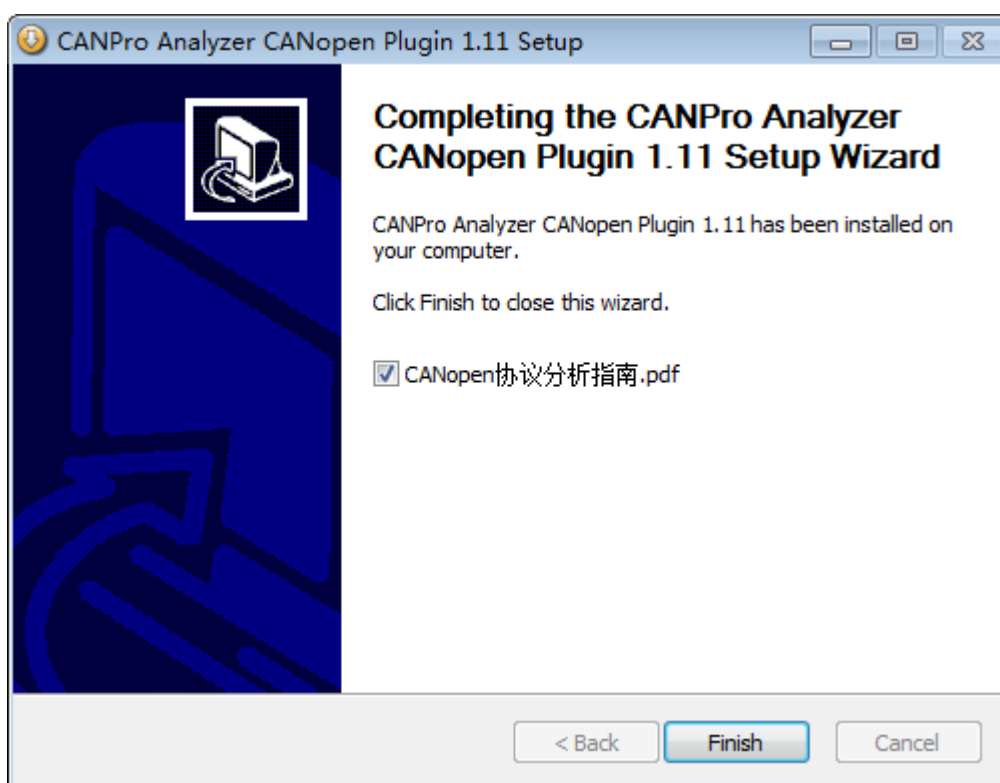 CANPro Analyzer CANopen Plugin 1.11 Setup
Completing the CANPro Analyzer
CANopen Plugin 1.11 Setup Wizard
CANPro Analyzer CANopen Plugin 1.11 has been installed on
your computer.
Click Finish to close this wizard.
CANopen协议分析指南.pdf
< Back
Finish
Cancel